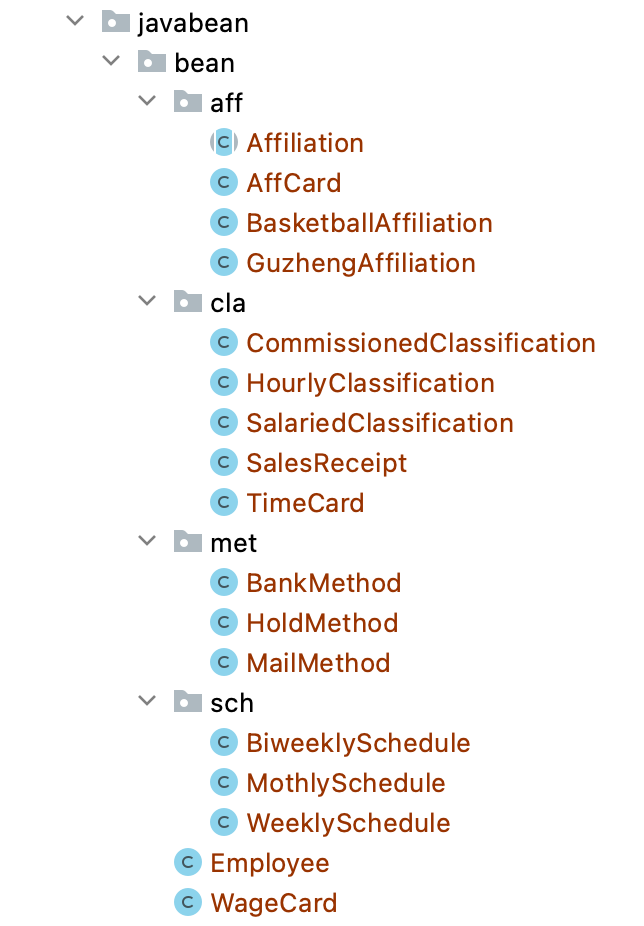 javabean
bean
aff
C Affiliation
C AffCard
C BasketballAffiliation
C GuzhengAffiliation
cla
C CommissionedClassification
C HourlyClassification
C SalariedClassification
C SalesReceipt
C TimeCard
met
C BankMethod
C HoldMethod
C MailMethod
sch
C BiweeklySchedule
C MothlySchedule
C WeeklySchedule
C Employee
C WageCard